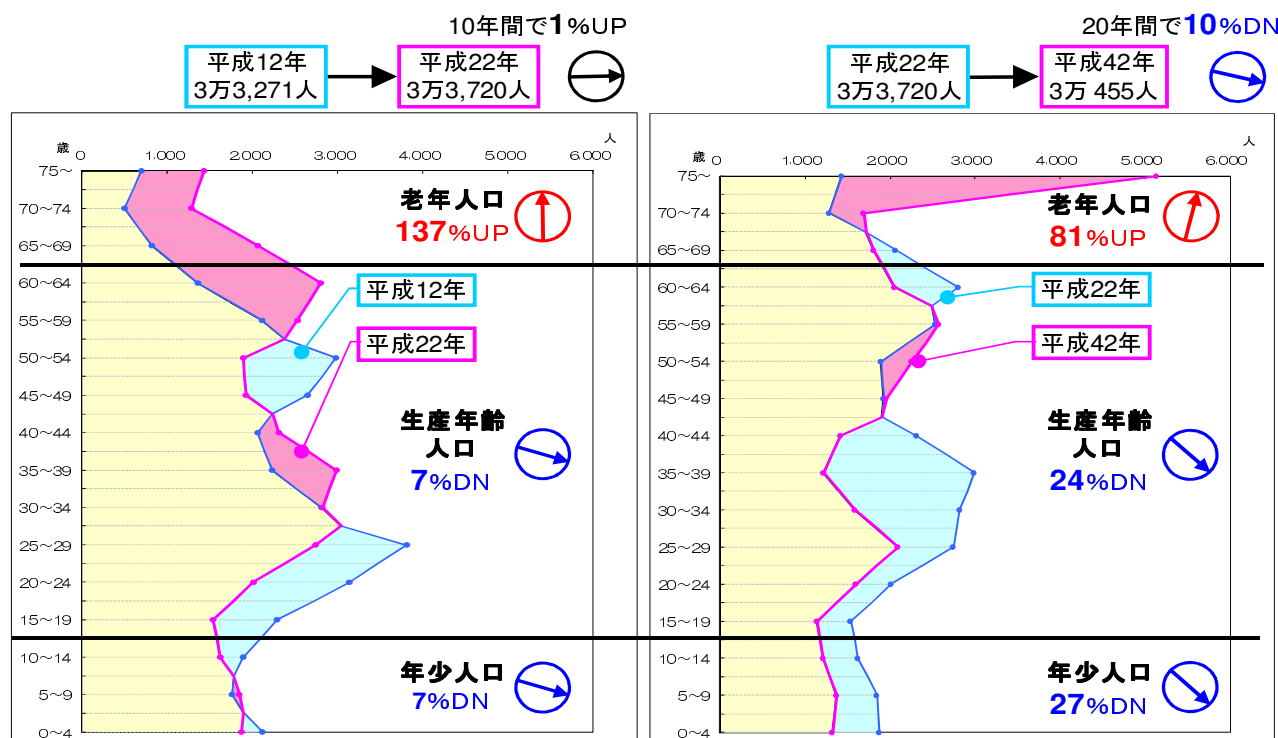 10年間で1%UP
平成12年
3万3,271人
平成22年
3万3,720人
歳
人
0 1,000 2,000 3,000 4,000 5,000 6,000
75~
70~74
65~69
60~64
55~59
50~54
45~49
40~44
35~39
30~34
25~29
20~24
15~19
10~14
5~9
0~4
老年人口
137%UP
平成12年
平成22年
生産年齢
人口
7%DN
年少人口
7%DN
20年間で10%DN
平成22年
3万3,720人
平成42年
3万 455人
歳
人
0 1,000 2,000 3,000 4,000 5,000 6,000
75~
70~74
65~69
60~64
55~59
50~54
45~49
40~44
35~39
30~34
25~29
20~24
15~19
10~14
5~9
0~4
老年人口
81%UP
平成22年
平成42年
生産年齢
人口
24%DN
年少人口
27%DN